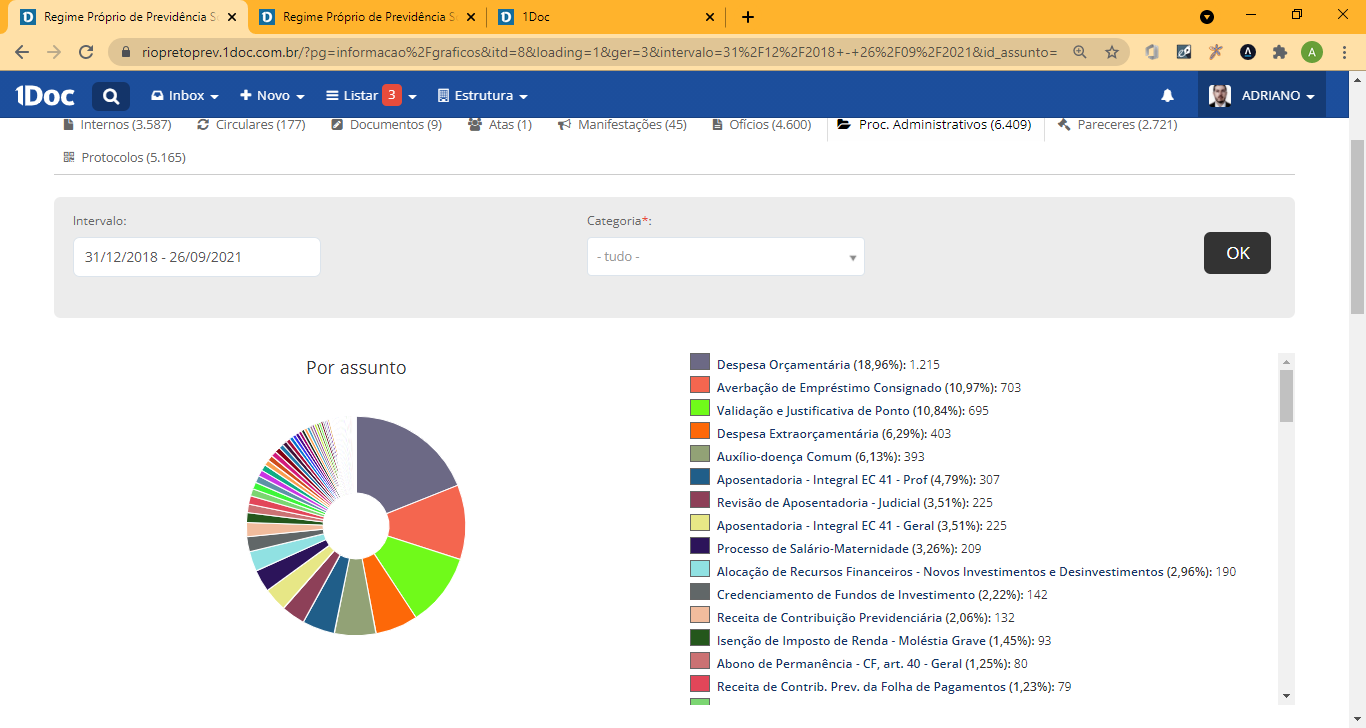 Regime Próprio de Previdência S
Regime Próprio de Previdência S
1Doc
riopretoprev.1doc.com.br/?pg=informacao%2Fgraficos&itd=8&loading=1&ger=3&intervalo=31%2F12%2F2018+-+26%2F09%2F2021&id_assunto=
A
1Doc
Inbox
Novo
Listar 3
Estrutura
ADRIANO
Internos (3.587)
Circulares (177)
Documentos (9)
Atas (1)
Manifestações (45)
Ofícios (4.600)
Proc. Administrativos (6.409)
Pareceres (2.721)
Protocolos (5.165)
Intervalo:
31/12/2018 - 26/09/2021
Categoria*:
- tudo -
OK
Por assunto
Despesa Orçamentária (18,96%): 1.215
Averbação de Empréstimo Consignado (10,97%): 703
Validação e Justificativa de Ponto (10,84%): 695
Despesa Extraorçamentária (6,29%): 403
Auxílio-doença Comum (6,13%): 393
Aposentadoria - Integral EC 41 - Prof (4,79%): 307
Revisão de Aposentadoria - Judicial (3,51%): 225
Aposentadoria - Integral EC 41 - Geral (3,51%): 225
Processo de Salário-Maternidade (3,26%): 209
Alocação de Recursos Financeiros - Novos Investimentos e Desinvestimentos (2,96%): 190
Credenciamento de Fundos de Investimento (2,22%): 142
Receita de Contribuição Previdenciária (2,06%): 132
Isenção de Imposto de Renda - Moléstia Grave (1,45%): 93
Abono de Permanência - CF, art. 40 - Geral (1,25%): 80
Receita de Contrib. Prev. da Folha de Pagamentos (1,23%): 79